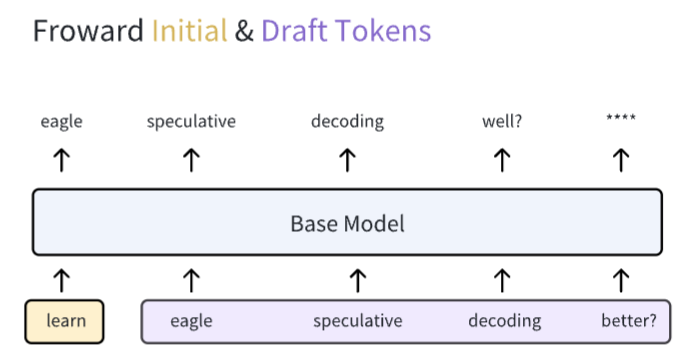 Froward Initial & Draft Tokens
eagle speculative decoding well? ****
Base Model
learn eagle speculative decoding better?